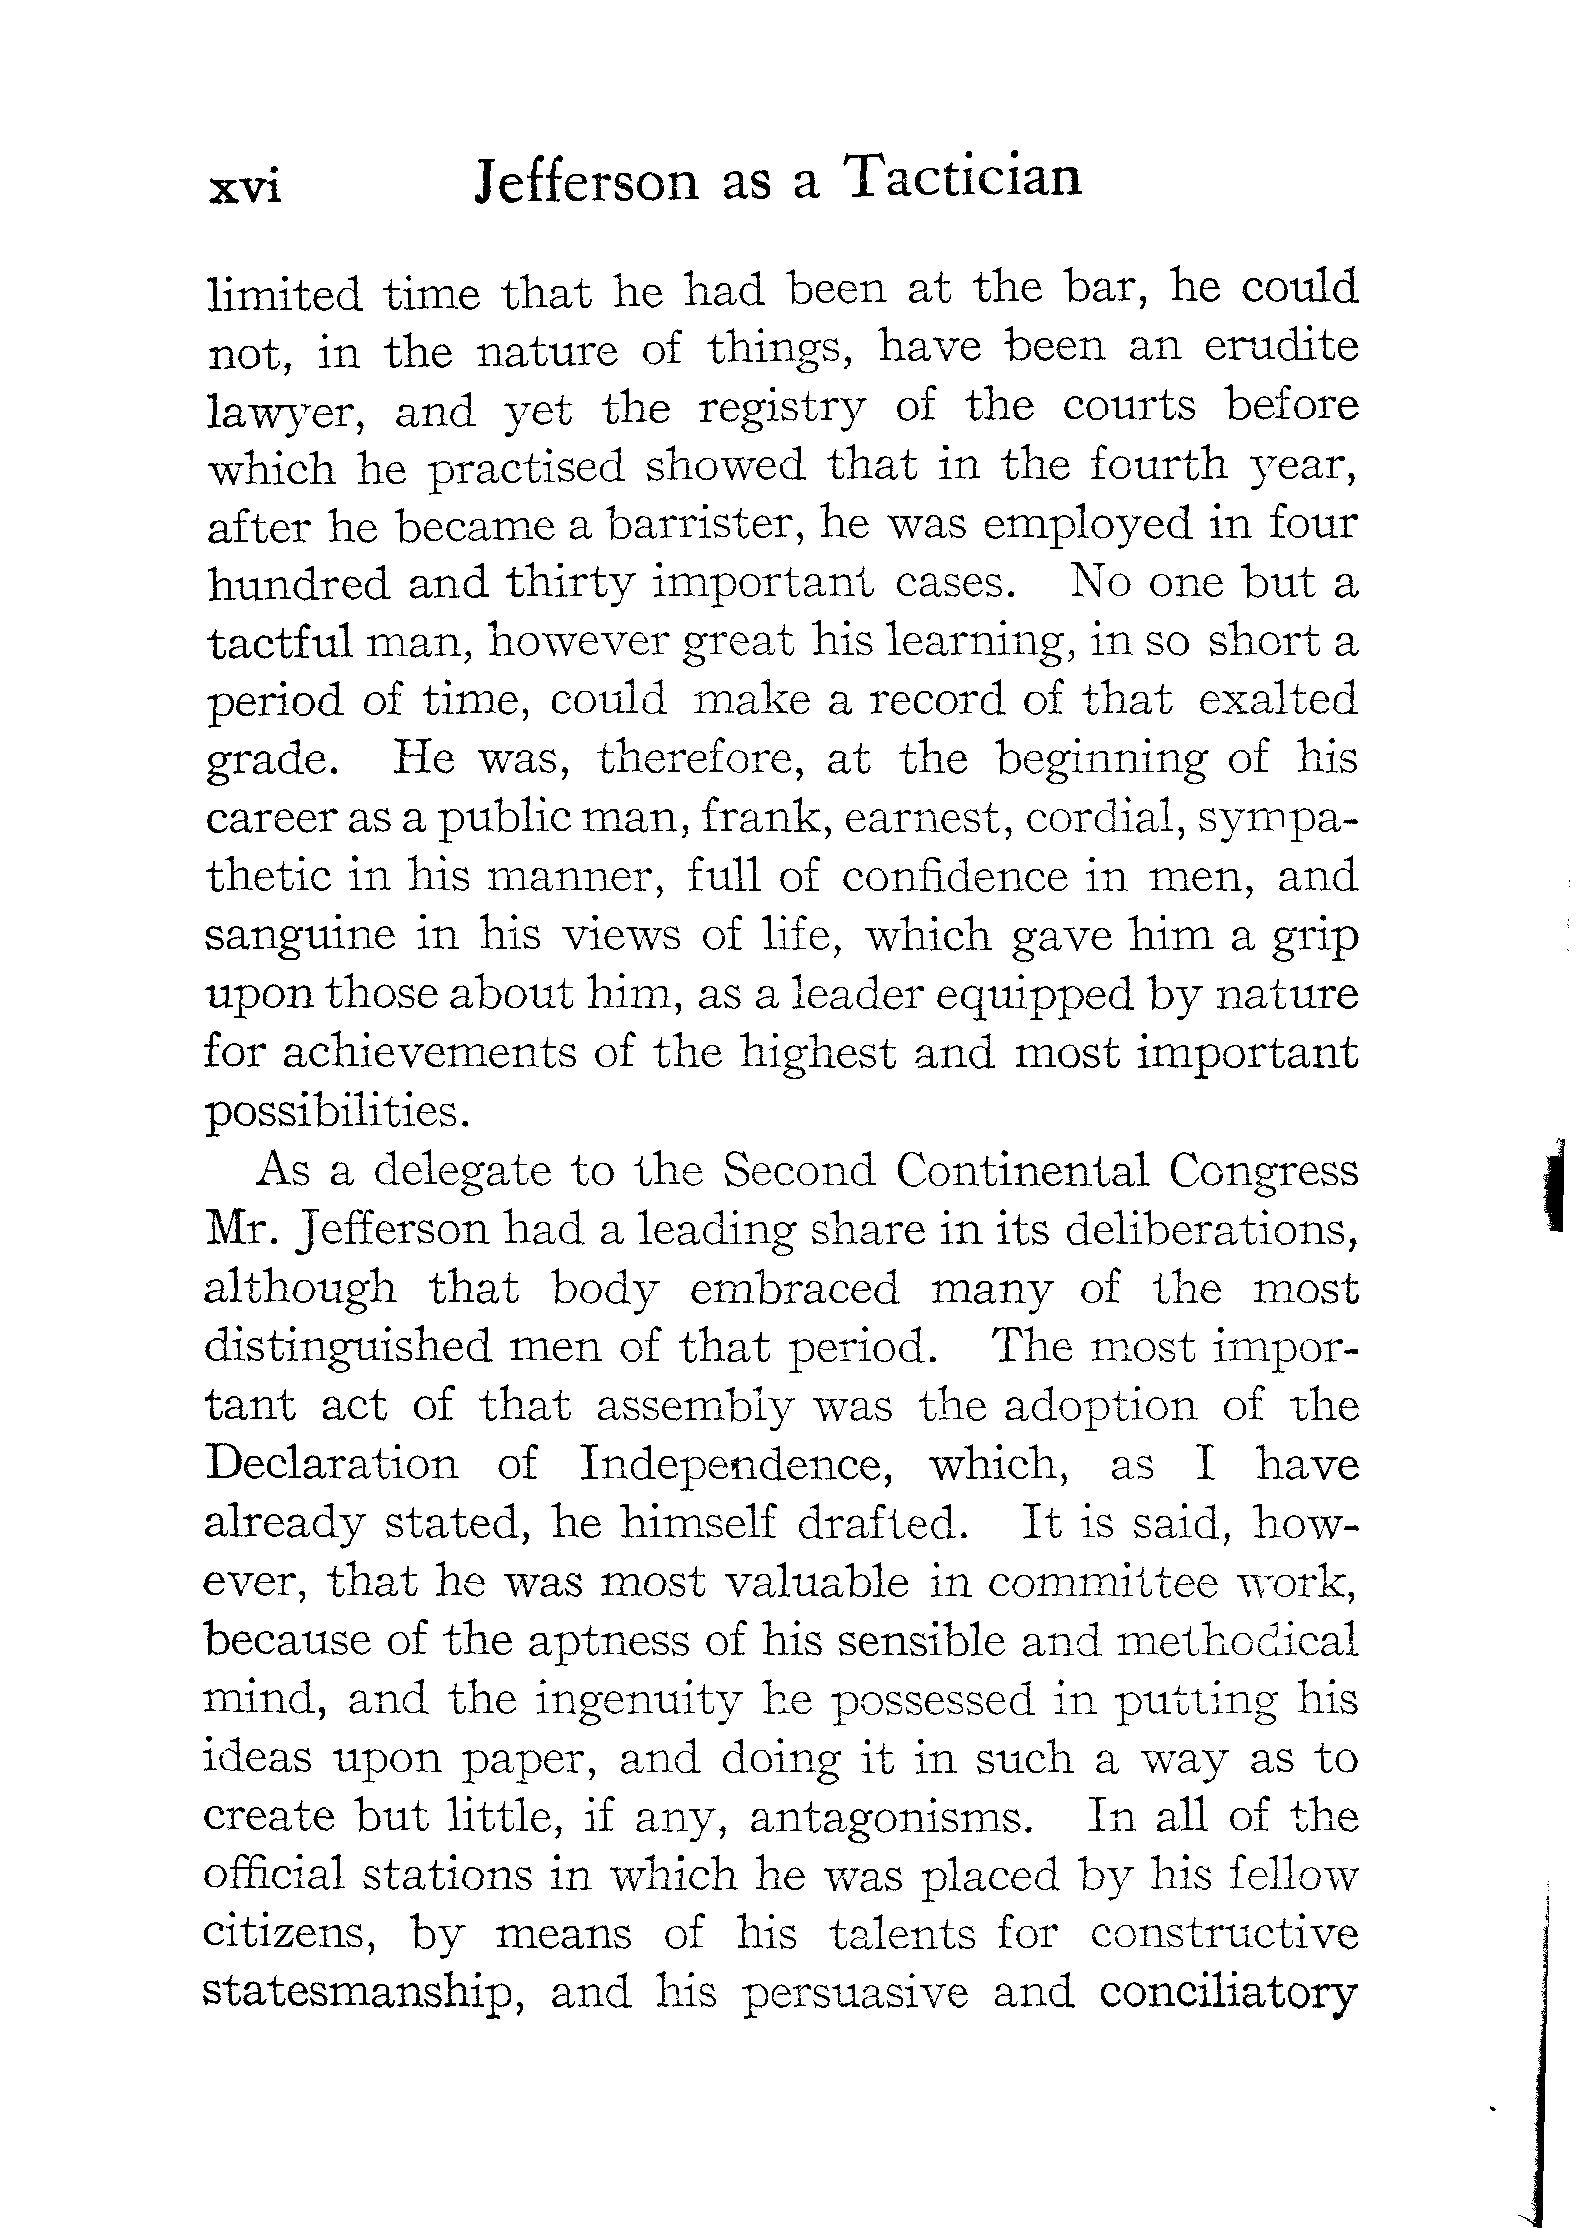 xvi Jefferson as a Tactician
limited time that he had been at the bar, he could
not, in the nature of things, have been an erudite
lawyer, and yet the registry of the courts before
which he practised showed that in the fourth year,
after he became a barrister, he was employed in four
hundred and thirty important cases. No one but a
tactful man, however great his learning, in so short a
period of time, could make a record of that exalted
grade. He was, therefore, at the beginning of his
career as a public man, frank, earnest, cordial, sympa-
thetic in his manner, full of confidence in men, and
sanguine in his views of life, which gave him a grip
upon those about him, as a leader equipped by nature
for achievements of the highest and most important
possibilities.
As a delegate to the Second Continental Congress
Mr. Jefferson had a leading share in its deliberations,
although that body embraced many of the most
distinguished men of that period. The most impor-
tant act of that assembly was the adoption of the
Declaration of Independence, which, as I have
already stated, he himself drafted. It is said, how-
ever, that he was most valuable in committee work,
because of the aptness of his sensible and methodical
mind, and the ingenuity he possessed in putting his
ideas upon paper, and doing it in such a way as to
create but little, if any, antagonisms. In all of the
official stations in which he was placed by his fellow
citizens, by means of his talents for constructive
statesmanship, and his persuasive and conciliatory